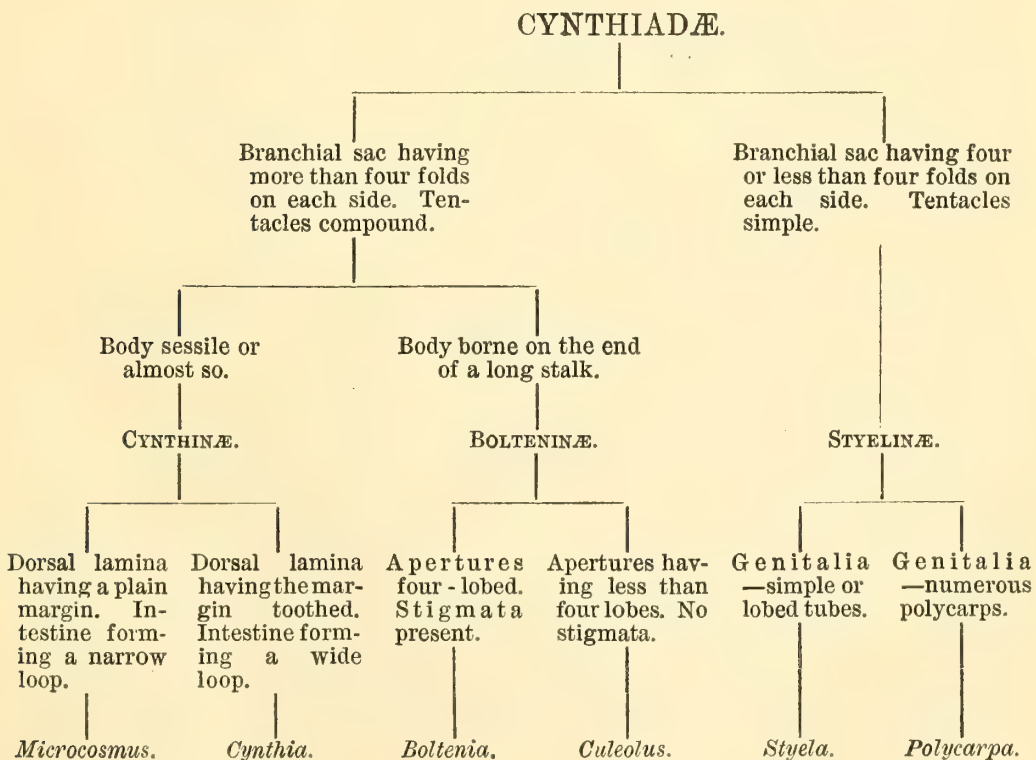 CYNTHIADÆ.
Branchial sac having
more than four folds
on each side. Ten-
tacles compound.
Branchial sac having four
or less than four folds on
each side. Tentacles
simple.
Body sessile or
almost so.
Body borne on the end
of a long stalk.
CYNTHINÆ.
BOLTENINÆ.
STYELINÆ.
Dorsal lamina
having a plain
margin. In-
testine form-
ing a narrow
loop.
Dorsal lamina
having the mar-
gin toothed.
Intestine form-
ing a wide
loop.
Apertures
four-lobed.
Stigmata
present.
Apertures hav-
ing less than
four lobes. No
stigmata.
Genitalia
—simple or
lobed tubes.
Genitalia
—numerous
polycarps.
Microcosmus.
Cynthia.
Boltenia.
Culeolus.
Styela.
Polycarpa.